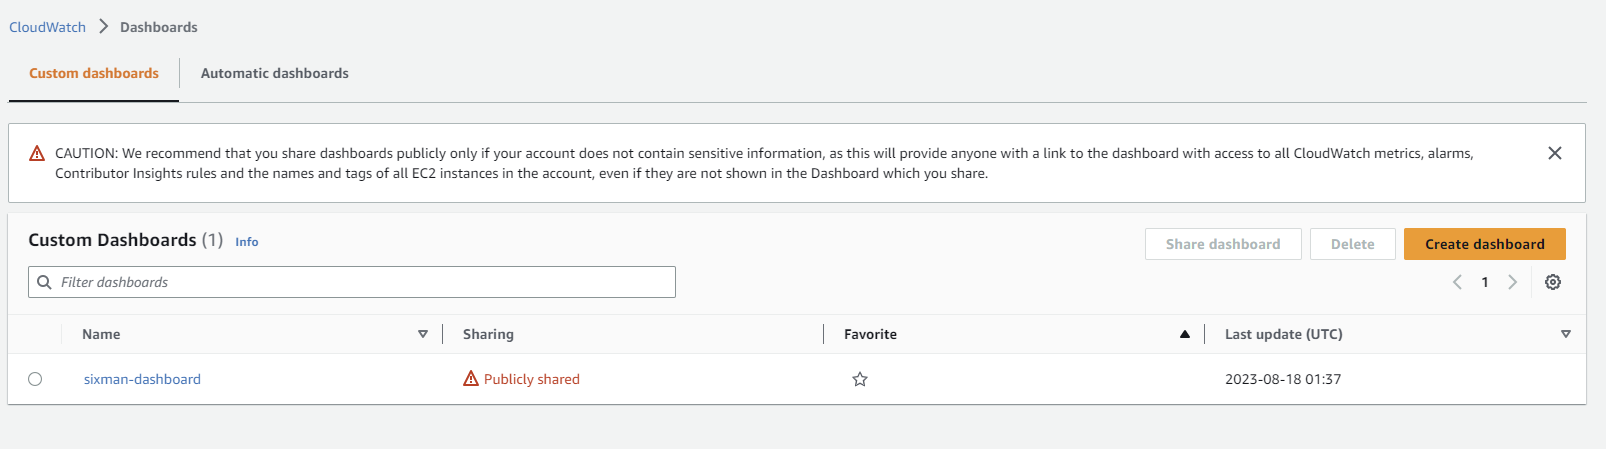 CloudWatch > Dashboards
Custom dashboards Automatic dashboards
CAUTION: We recommend that you share dashboards publicly only if your account does not contain sensitive information, as this will provide anyone with a link to the dashboard with access to all CloudWatch metrics, alarms,
Contributor Insights rules and the names and tags of all EC2 instances in the account, even if they are not shown in the Dashboard which you share.
Custom Dashboards (1) Info
Share dashboard Delete Create dashboard
Filter dashboards
1
Name Sharing Favorite Last update (UTC)
sixman-dashboard Publicly shared 2023-08-18 01:37